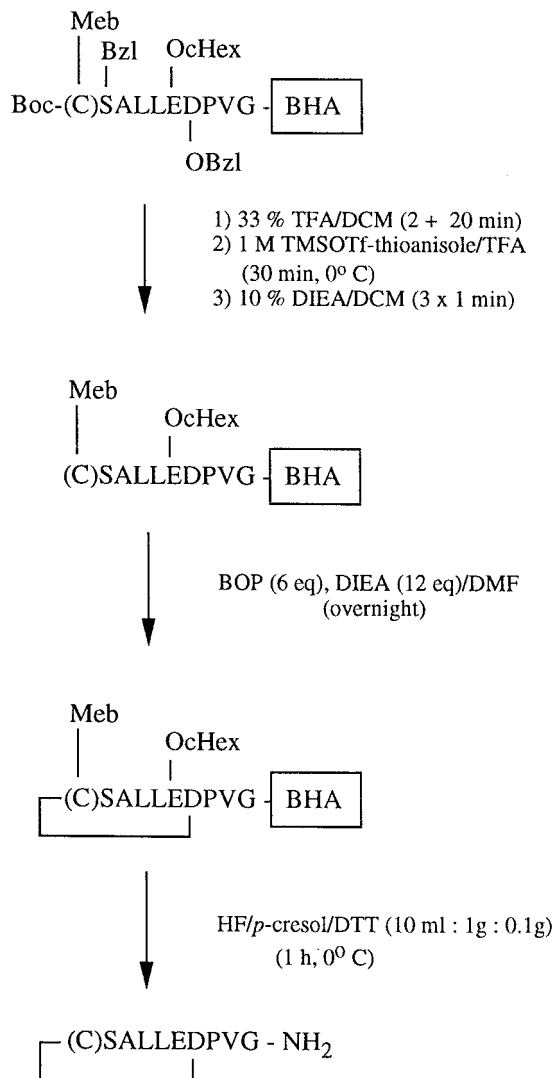 Meb
Bzl OcHex
Boc-(C)SALLEDPVG - BHA
OBzl
1) 33 % TFA/DCM (2 + 20 min)
2) 1 M TMSOTf-thioanisole/TFA
(30 min, 0° C)
3) 10 % DIEA/DCM (3 x 1 min)
Meb
OcHex
(C)SALLEDPVG - BHA
BOP (6 eq), DIEA (12 eq)/DMF
(overnight)
Meb
OcHex
(C)SALLEDPVG - BHA
HF/p-cresol/DTT (10 ml : 1g : 0.1g)
(1 h, 0° C)
(C)SALLEDPVG - NH₂